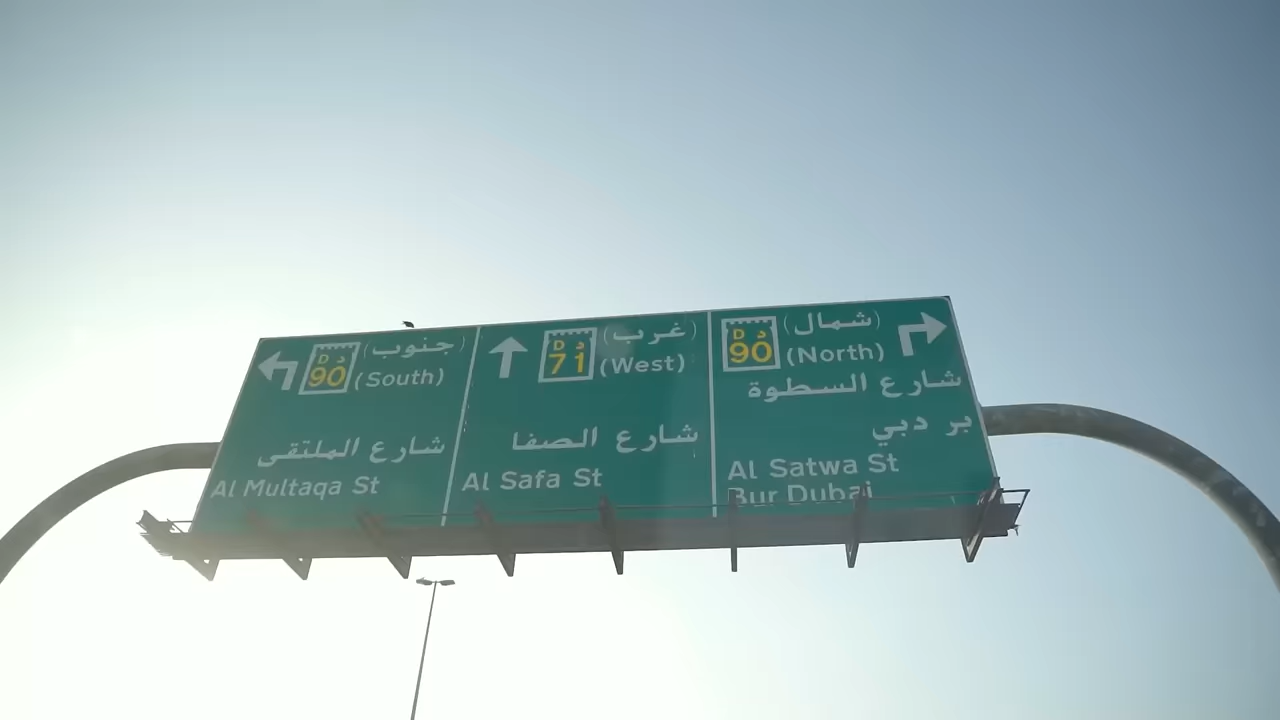 D د (جنوب)
90 (South)
شارع الملتقى
Al Multaqa St
D د (غرب)
71 (West)
شارع الصفا
Al Safa St
D د (شمال)
90 (North)
شارع السطوة
بر دبي
Al Satwa St
Bur Dubai